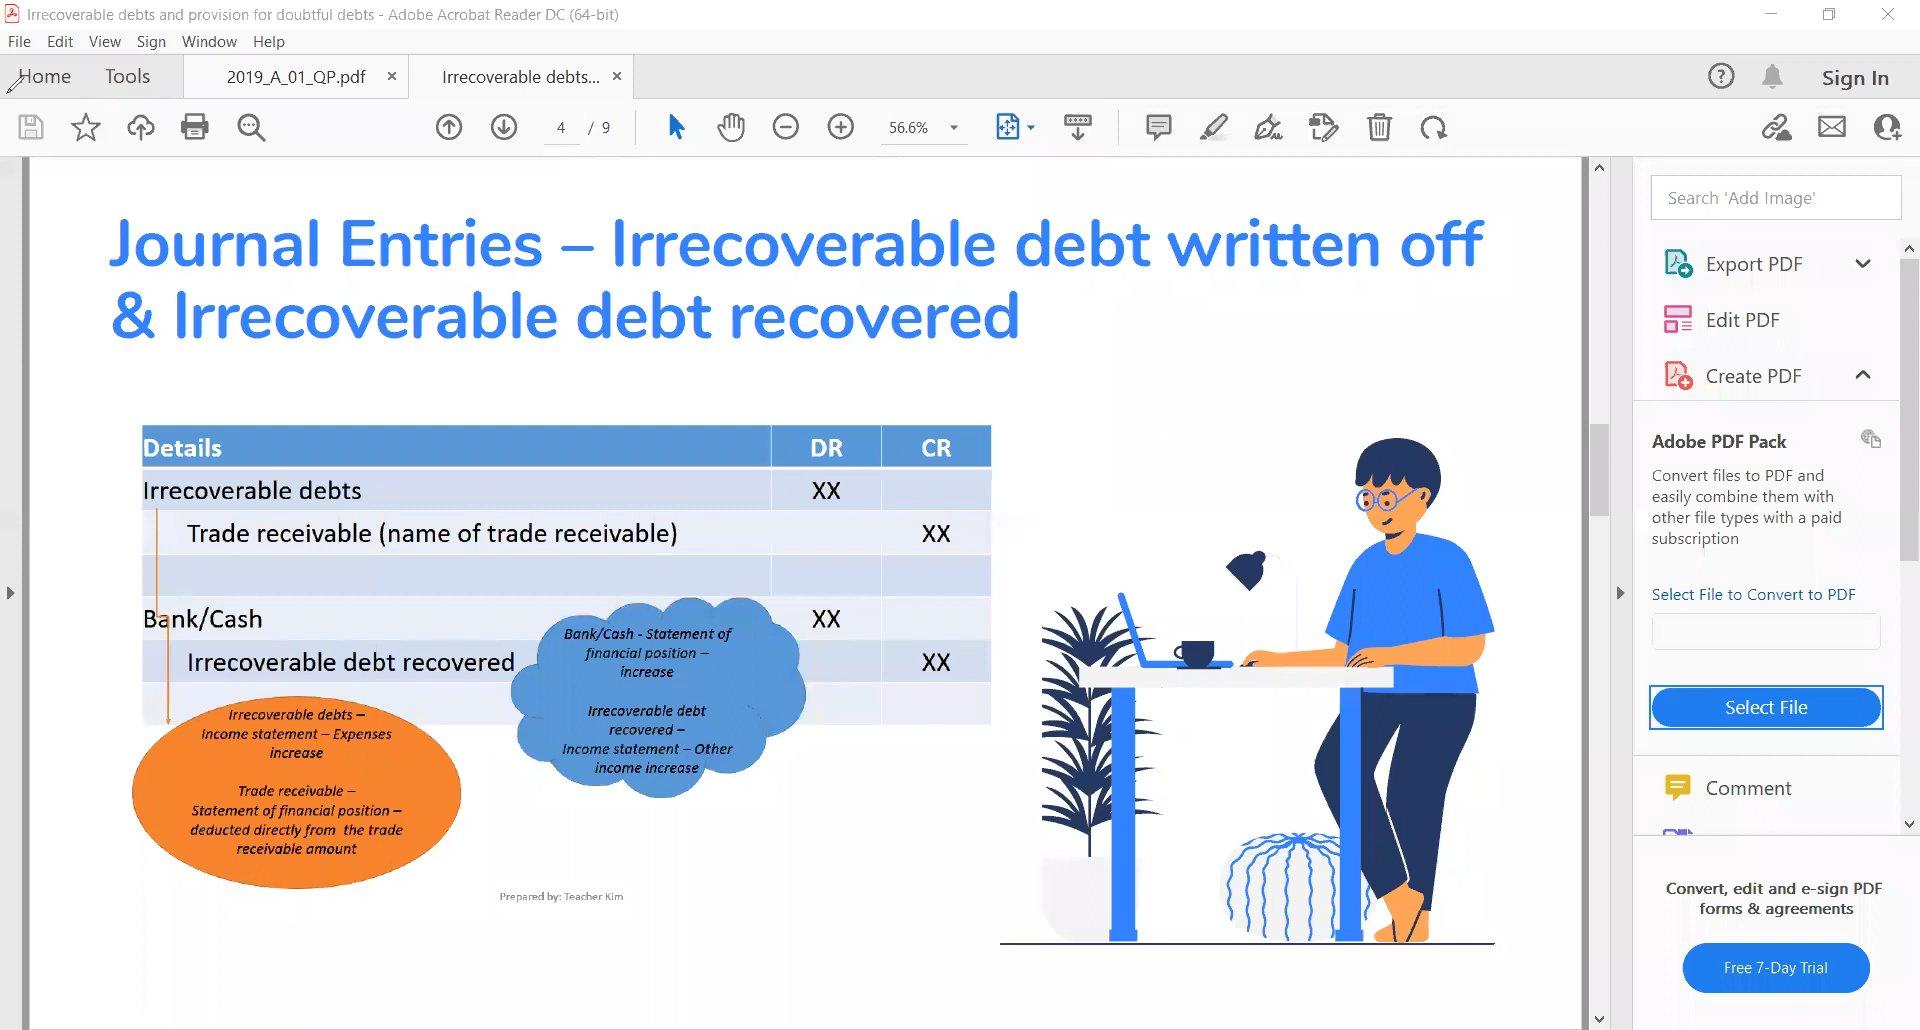 Irrecoverable debts and provision for doubtful debts - Adobe Acrobat Reader DC (64-bit)
File Edit View Sign Window Help
Home Tools 2019_A_01_QP.pdf × Irrecoverable debts... × Sign In
4 / 9 56.6%
Journal Entries – Irrecoverable debt written off
& Irrecoverable debt recovered
Details DR CR
Irrecoverable debts XX
Trade receivable (name of trade receivable) XX
Bank/Cash XX
Irrecoverable debt recovered XX
Bank/Cash - Statement of
financial position –
increase
Irrecoverable debt
recovered –
Income statement – Other
income increase
Irrecoverable debts –
Income statement – Expenses
increase
Trade receivable –
Statement of financial position –
deducted directly from the trade
receivable amount
Prepared by: Teacher Kim
Search 'Add Image'
Export PDF
Edit PDF
Create PDF
Adobe PDF Pack
Convert files to PDF and
easily combine them with
other file types with a paid
subscription
Select File to Convert to PDF
Select File
Comment
Convert, edit and e-sign PDF
forms & agreements
Free 7-Day Trial